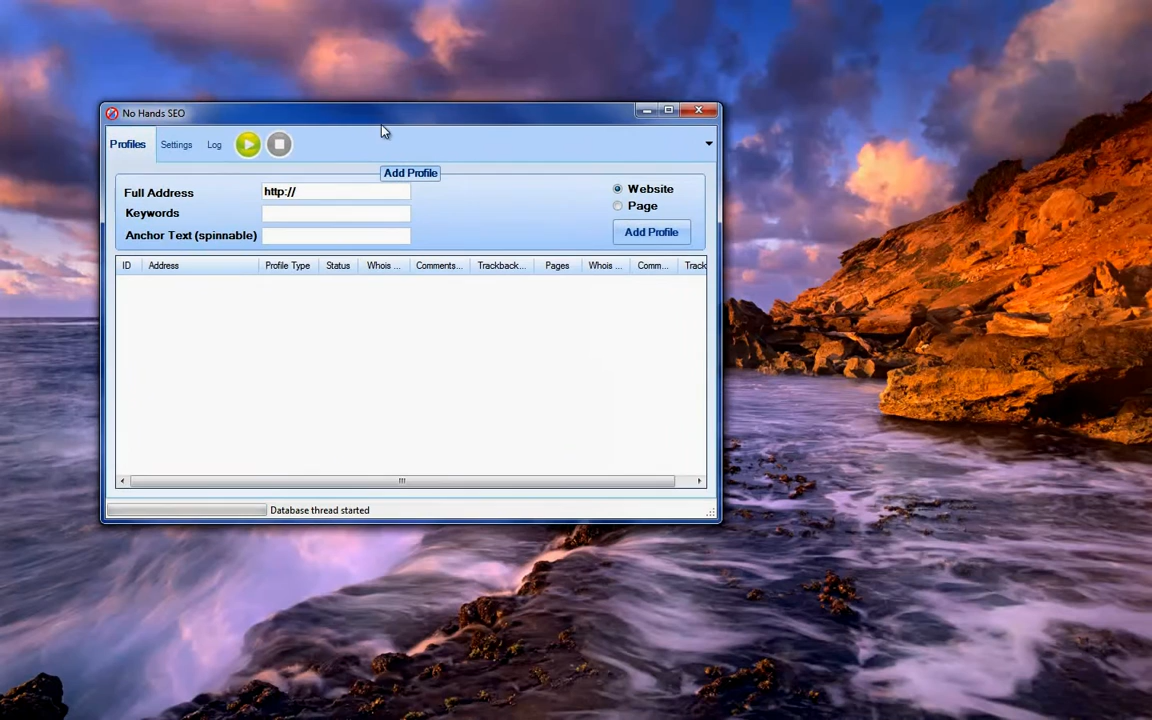 No Hands SEO
Profiles Settings Log
Add Profile
Full Address http:// Website
Keywords Page
Anchor Text (spinnable) Add Profile
ID Address Profile Type Status Whois ... Comments... Trackback... Pages Whois ... Comm... Track
Database thread started